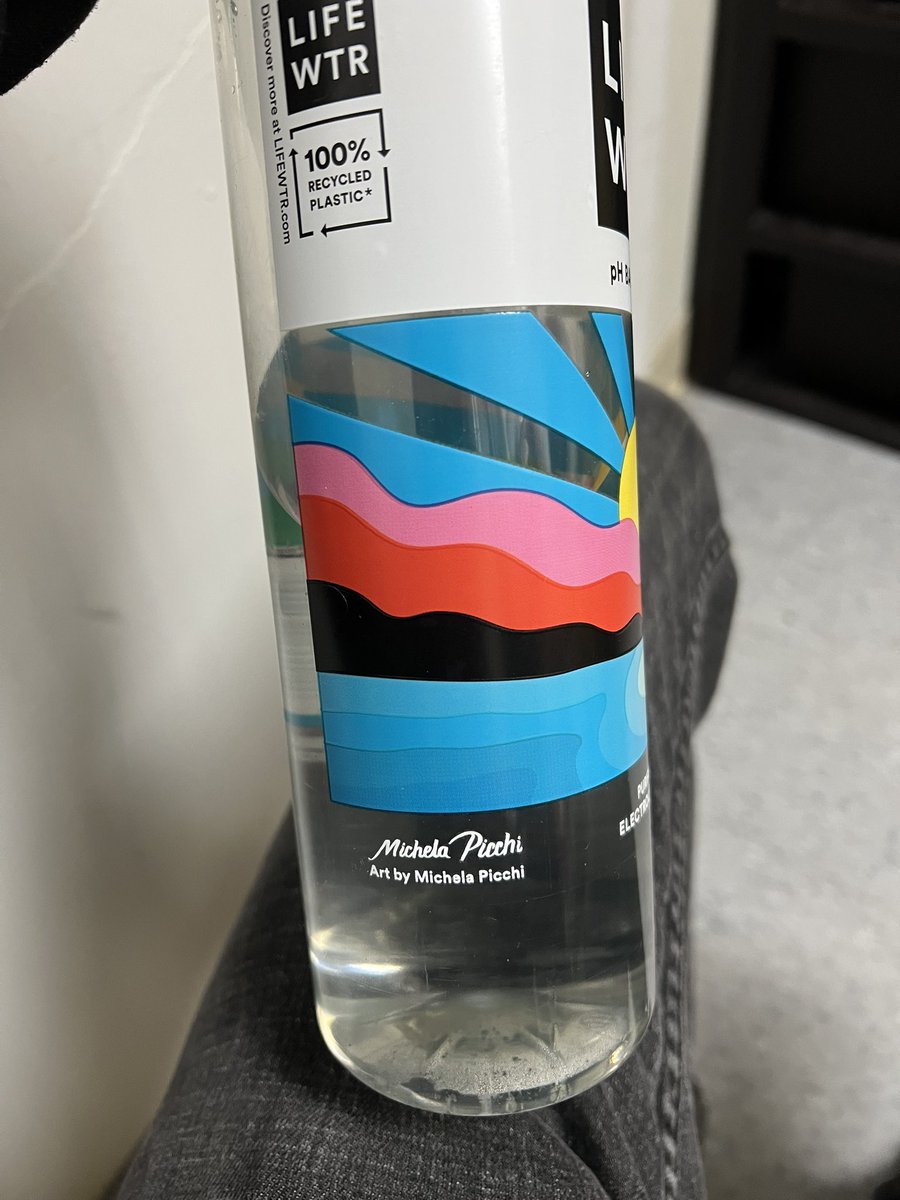 LIFE
WTR
Discover more at LIFEWTR.com
100%
RECYCLED
PLASTIC*
pH
Michela Picchi
Art by Michela Picchi